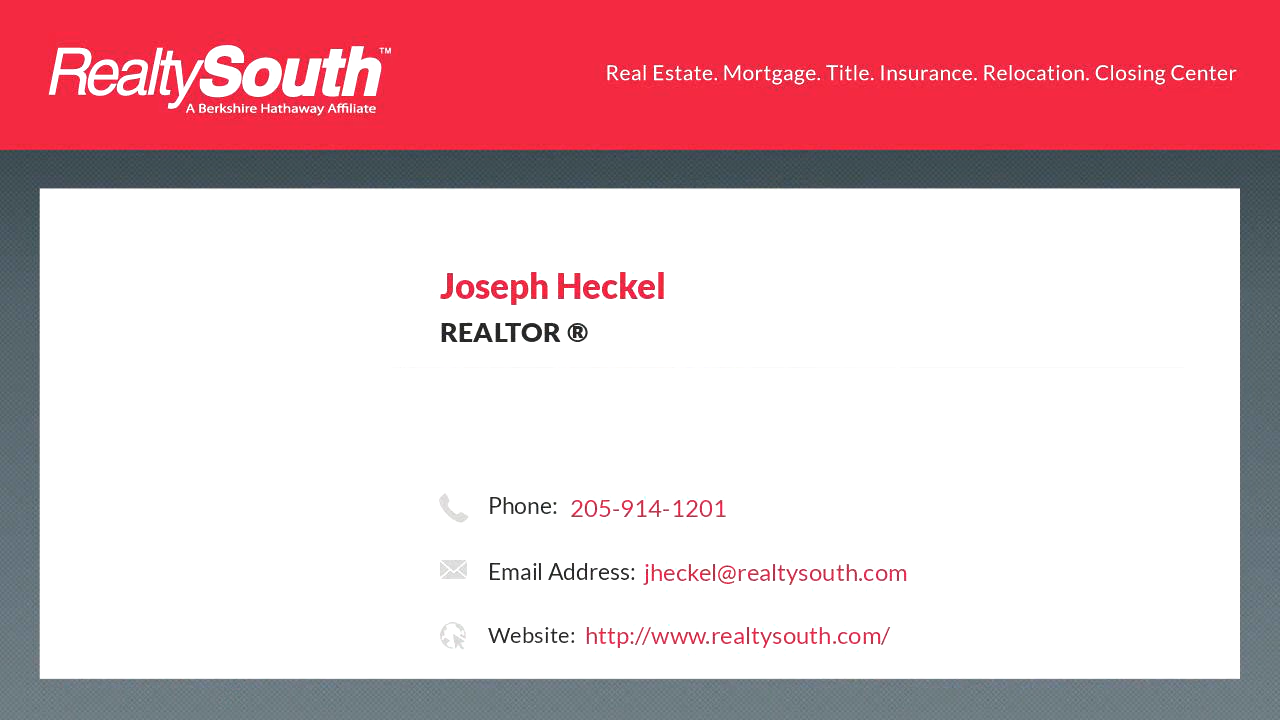 RealtySouth™
A Berkshire Hathaway Affiliate
Real Estate. Mortgage. Title. Insurance. Relocation. Closing Center
Joseph Heckel
REALTOR ®
Phone: 205-914-1201
Email Address: jheckel@realtysouth.com
Website: http://www.realtysouth.com/